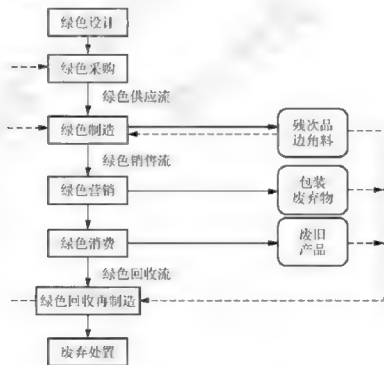 绿色设计
绿色采购
绿色供应流
绿色制造
残次品
边角料
绿色销售流
绿色营销
包装
废弃物
绿色消费
废旧
产品
绿色回收流
绿色回收再制造
废弃处置